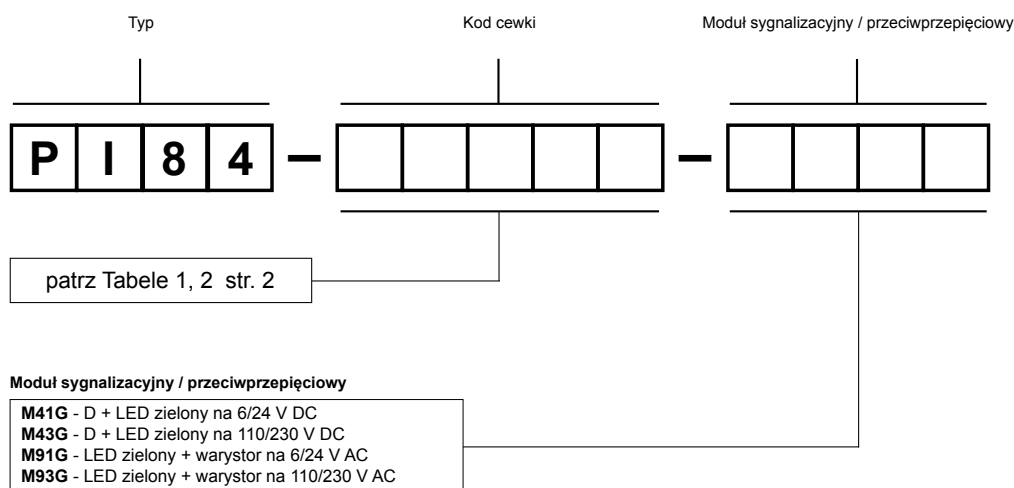 Typ
Kod cewki
Moduł sygnalizacyjny / przeciwprzepięciowy
P I 8 4 – –
patrz Tabele 1, 2 str. 2
Moduł sygnalizacyjny / przeciwprzepięciowy
M41G - D + LED zielony na 6/24 V DC
M43G - D + LED zielony na 110/230 V DC
M91G - LED zielony + warystor na 6/24 V AC
M93G - LED zielony + warystor na 110/230 V AC